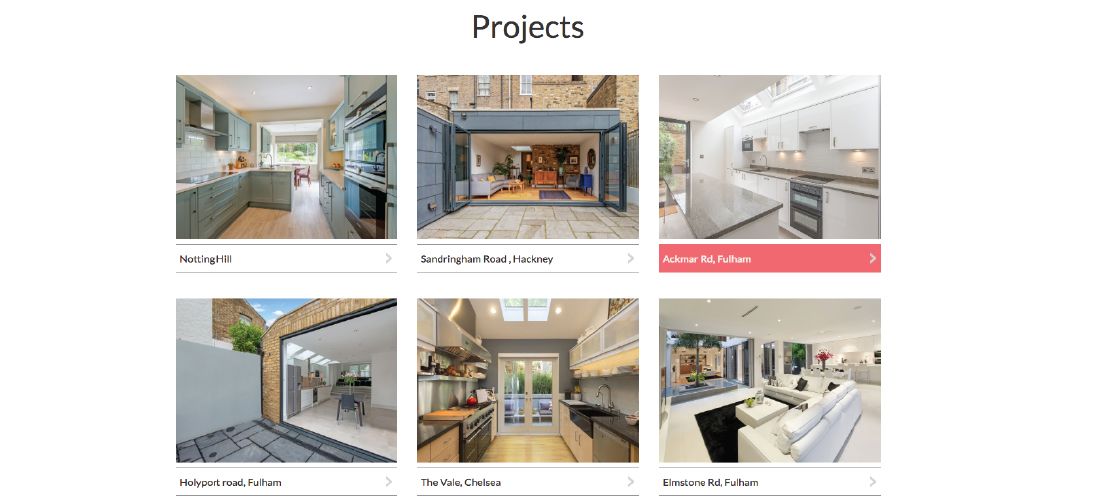 Projects
NottingHill
Sandringham Road , Hackney
Ackmar Rd, Fulham
Holyport road, Fulham
The Vale, Chelsea
Elmstone Rd, Fulham